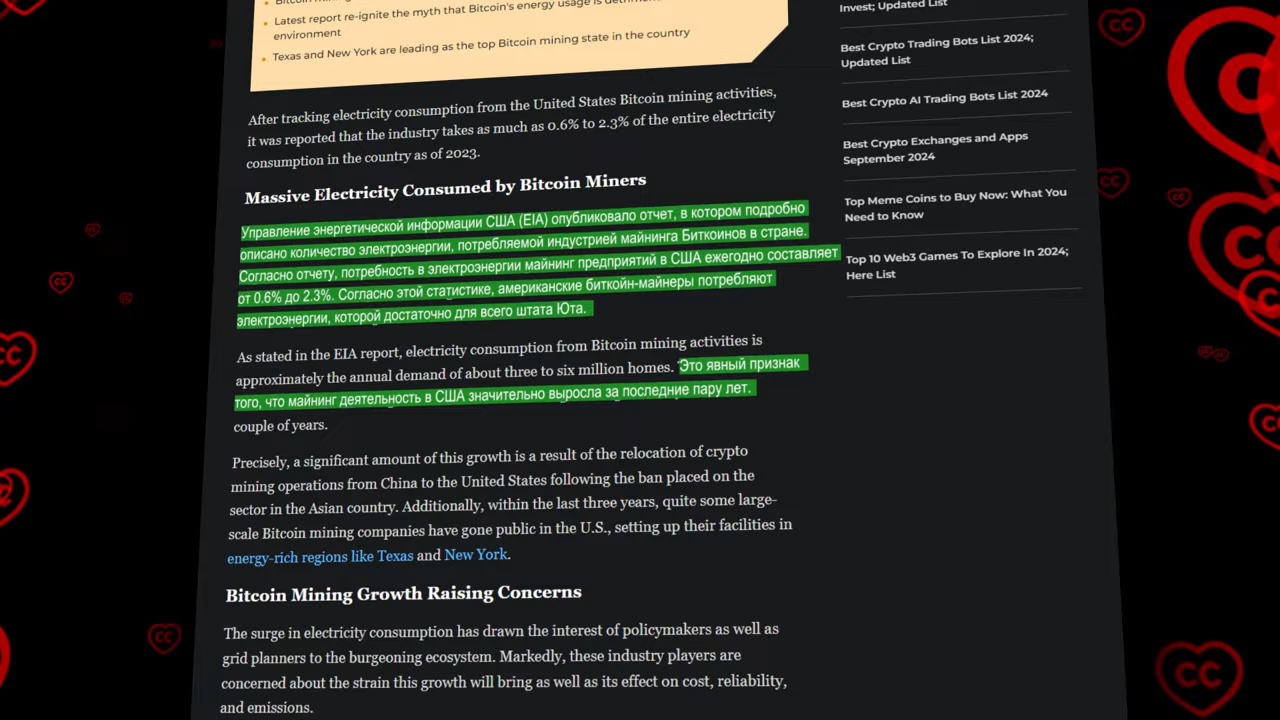 Latest report re-ignite the myth that Bitcoin's energy usage is
environment
Texas and New York are leading as the top Bitcoin mining state in the country
After tracking electricity consumption from the United States Bitcoin mining activities,
it was reported that the industry takes as much as 0.6% to 2.3% of the entire electricity
consumption in the country as of 2023.
Massive Electricity Consumed by Bitcoin Miners
Управление энергетической информации США (EIA) опубликовало отчет, в котором подробно
описано количество электроэнергии, потребляемой индустрией майнинга Биткоинов в стране.
Согласно отчету, потребность в электроэнергии майнинг предприятий в США ежегодно составляет
от 0.6% до 2.3%. Согласно этой статистике, американские биткойн-майнеры потребляют
электроэнергии, которой достаточно для всего штата Юта.
As stated in the EIA report, electricity consumption from Bitcoin mining activities is
approximately the annual demand of about three to six million homes. Это явный признак
того, что майнинг деятельность в США значительно выросла за последние пару лет.
couple of years.
Precisely, a significant amount of this growth is a result of the relocation of crypto
mining operations from China to the United States following the ban placed on the
sector in the Asian country. Additionally, within the last three years, quite some large-
scale Bitcoin mining companies have gone public in the U.S., setting up their facilities in
energy-rich regions like Texas and New York.
Bitcoin Mining Growth Raising Concerns
The surge in electricity consumption has drawn the interest of policymakers as well as
grid planners to the burgeoning ecosystem. Markedly, these industry players are
concerned about the strain this growth will bring as well as its effect on cost, reliability,
and emissions.
Invest; Updated List
Best Crypto Trading Bots List 2024;
Updated List
Best Crypto AI Trading Bots List 2024
Best Crypto Exchanges and Apps
September 2024
Top Meme Coins to Buy Now: What You
Need to Know
Top 10 Web3 Games To Explore In 2024;
Here List
CC
CC
CC
CC
CC
CC